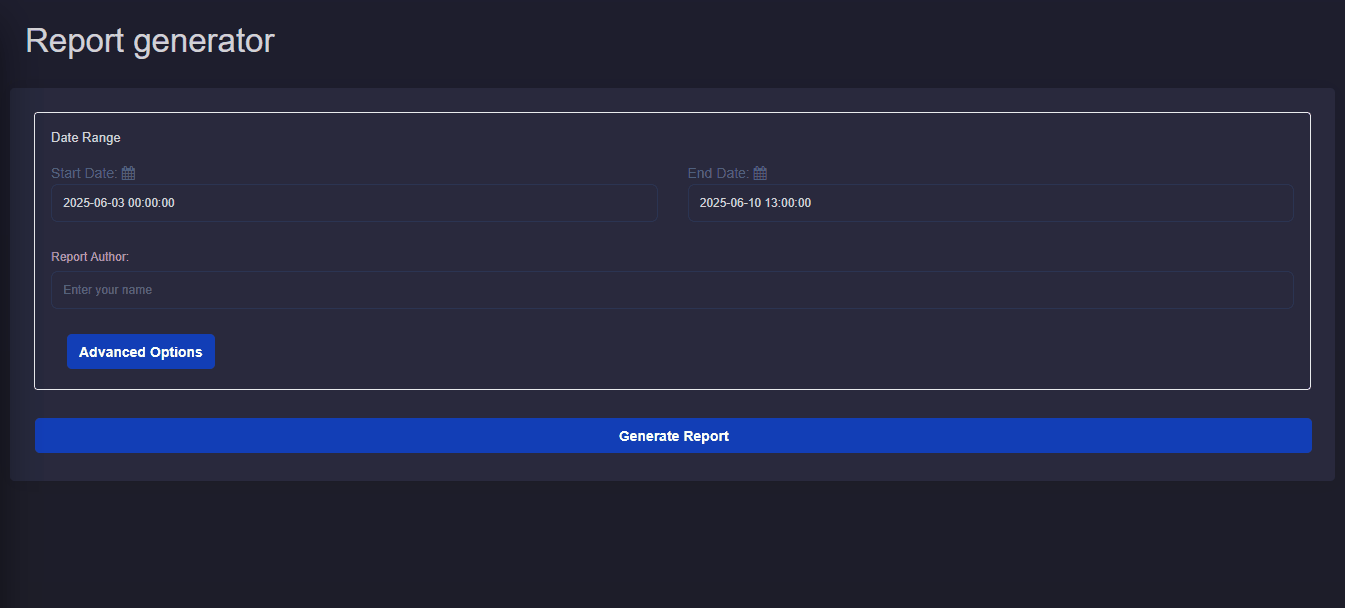 Report generator
Date Range
Start Date:
End Date:
2025-06-03 00:00:00
2025-06-10 13:00:00
Report Author:
Enter your name
Advanced Options
Generate Report